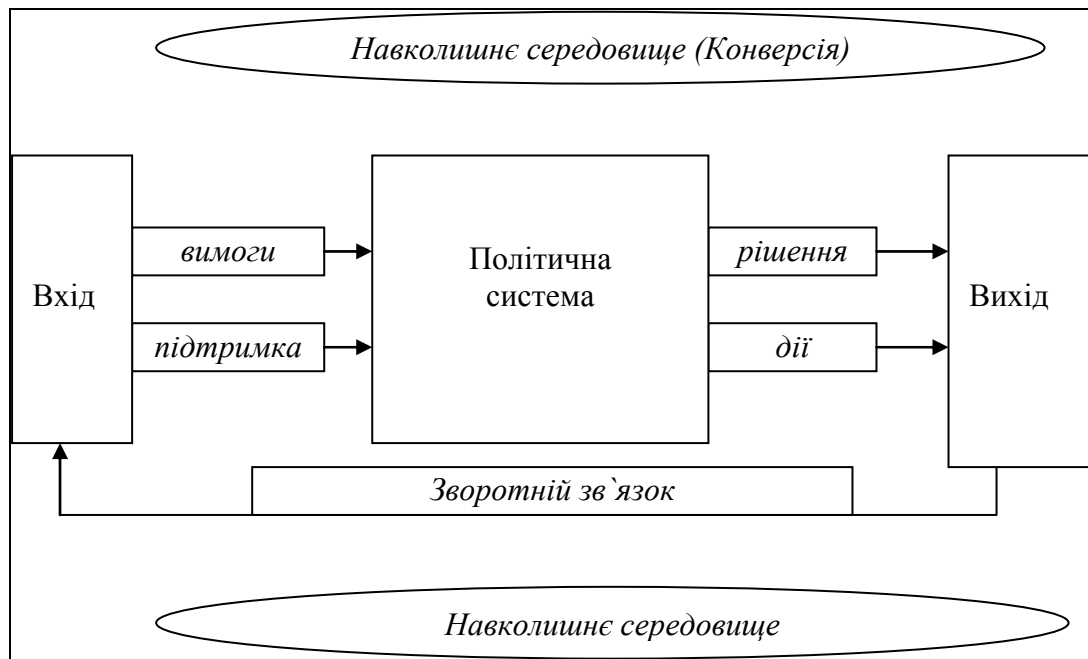 Навколишнє середовище (Конверсія)
Вхід
вимоги
підтримка
Політична
система
рішення
дії
Вихід
Зворотній зв`язок
Навколишнє середовище